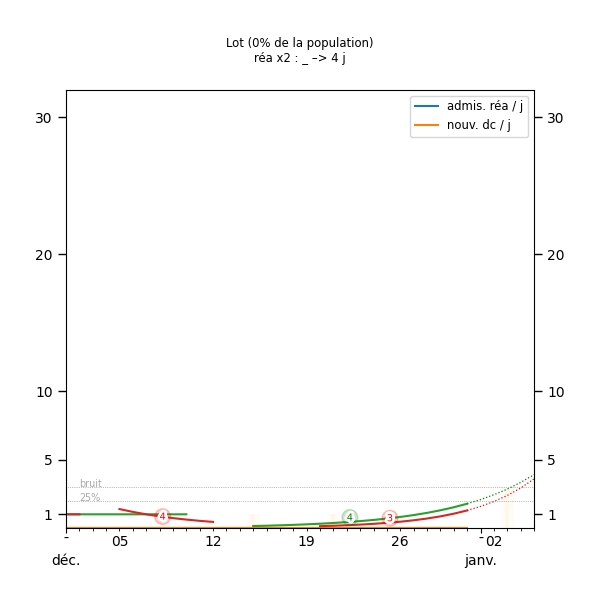 Lot (0% de la population)
réa x2 : _ –> 4 j
admis. réa / j
nouv. dc / j
30 30
20 20
10 10
5 5
bruit
25%
1 4 4 3 1
- 05 12 19 26 - 02
déc. janv.